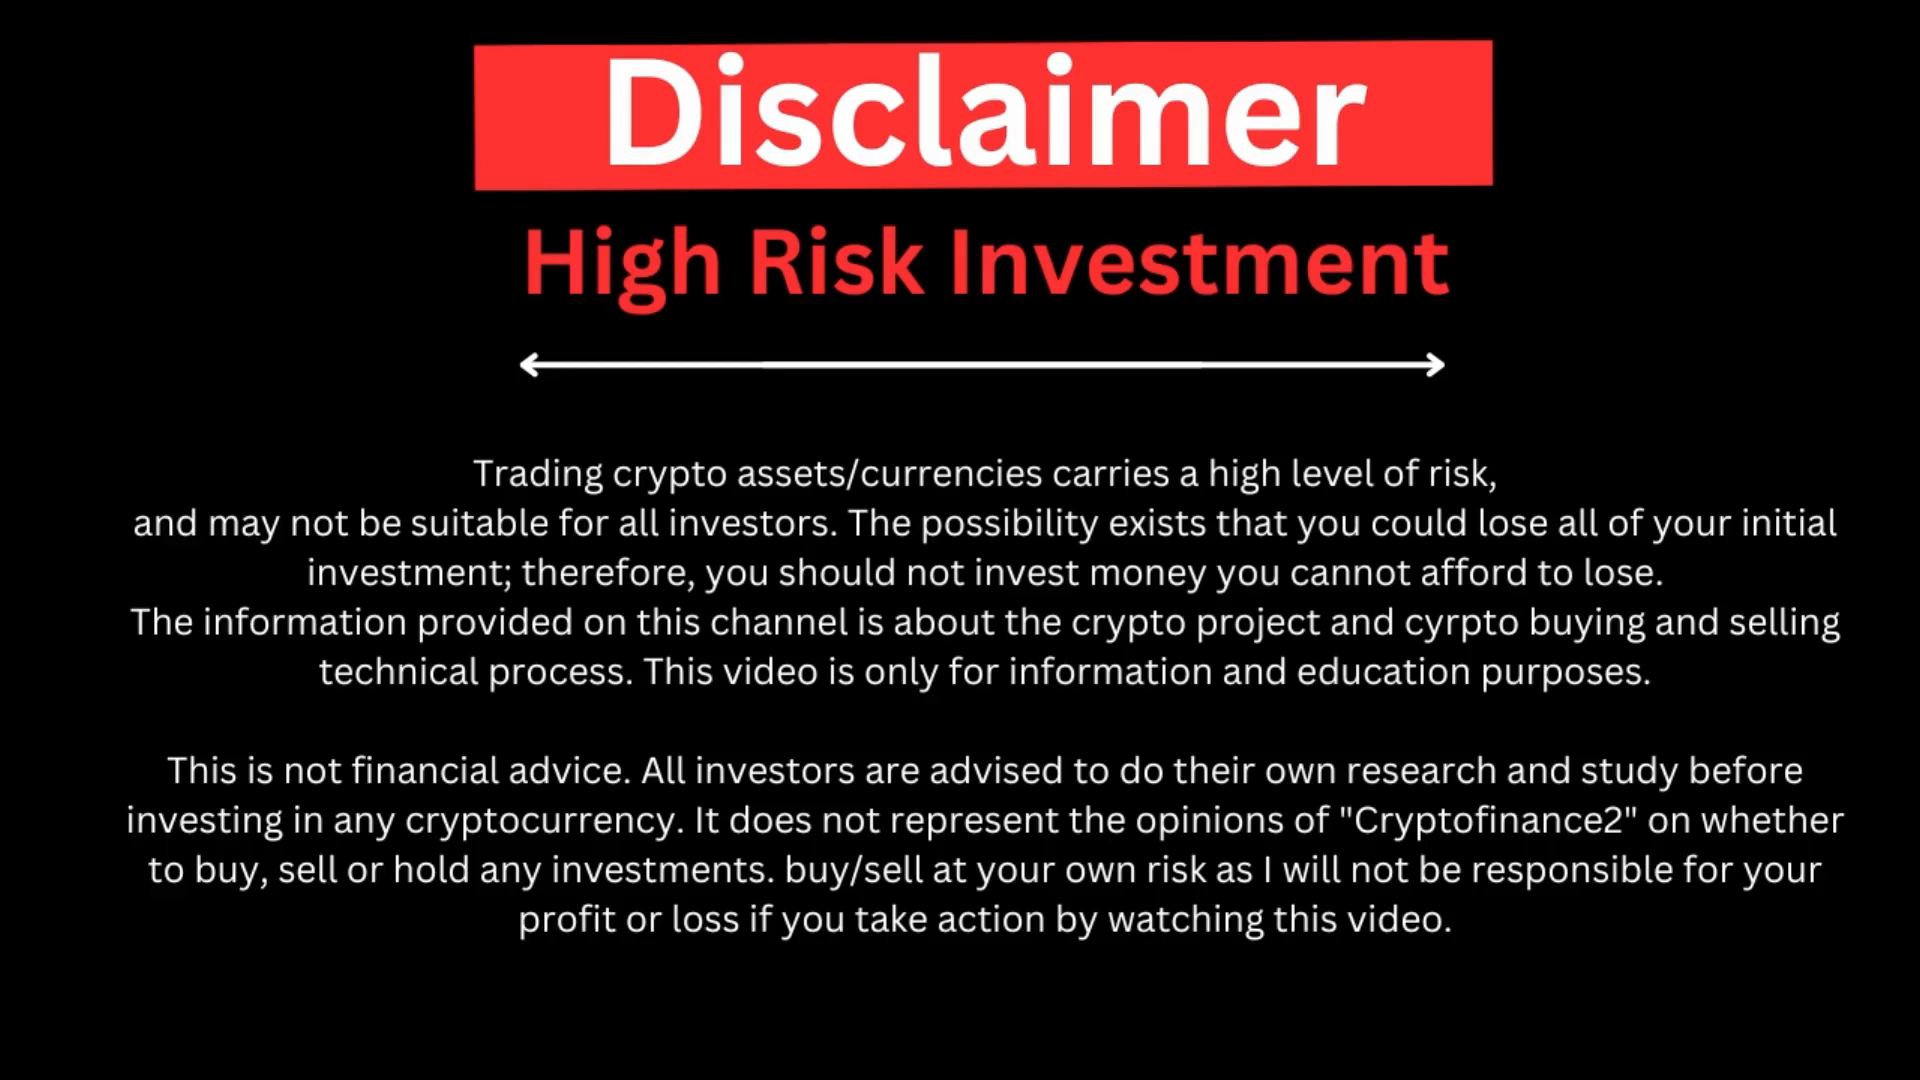 Disclaimer
High Risk Investment
Trading crypto assets/currencies carries a high level of risk,
and may not be suitable for all investors. The possibility exists that you could lose all of your initial
investment; therefore, you should not invest money you cannot afford to lose.
The information provided on this channel is about the crypto project and cyrpto buying and selling
technical process. This video is only for information and education purposes.
This is not financial advice. All investors are advised to do their own research and study before
investing in any cryptocurrency. It does not represent the opinions of "Cryptofinance2" on whether
to buy, sell or hold any investments. buy/sell at your own risk as I will not be responsible for your
profit or loss if you take action by watching this video.